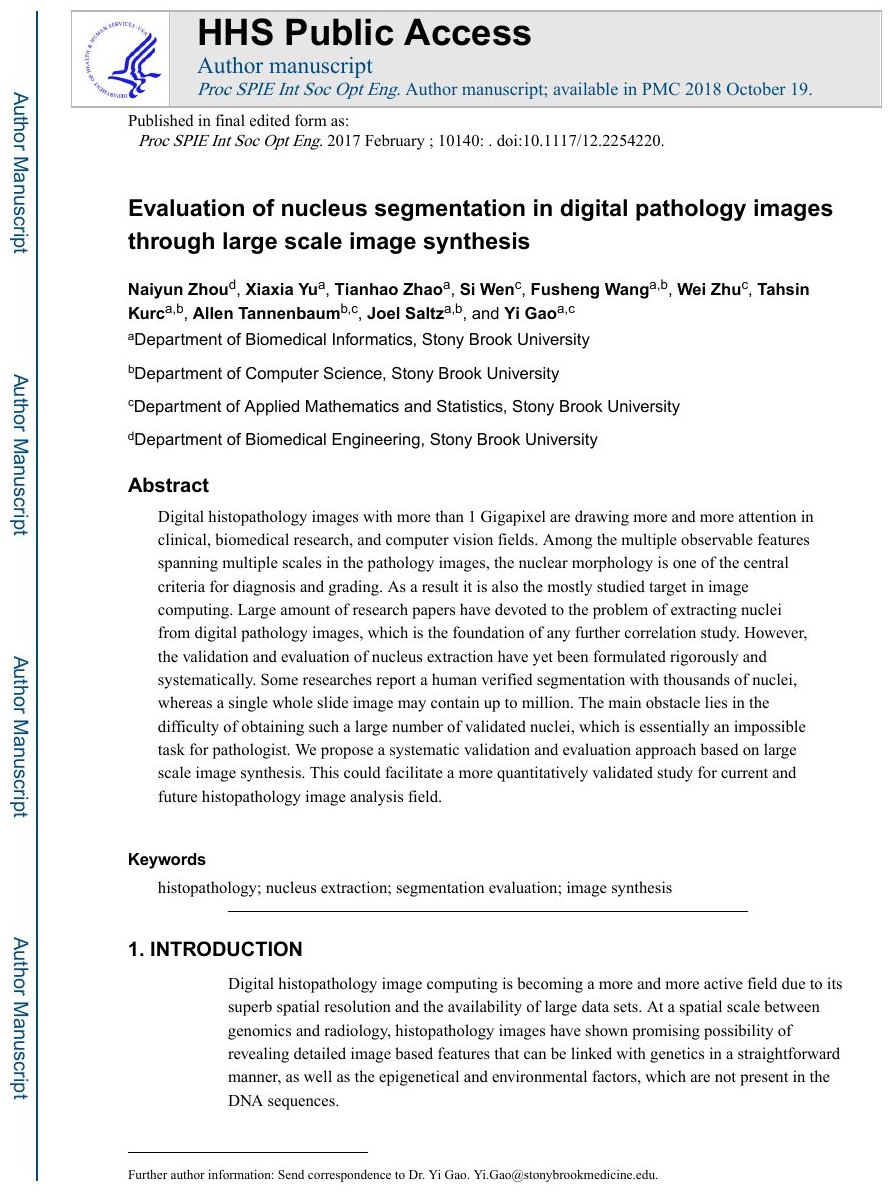 HHS Public Access
Author manuscript
Proc SPIE Int Soc Opt Eng. Author manuscript; available in PMC 2018 October 19.
Published in final edited form as:
Proc SPIE Int Soc Opt Eng. 2017 February ; 10140: . doi:10.1117/12.2254220.
Evaluation of nucleus segmentation in digital pathology images
through large scale image synthesis
Naiyun Zhouᵈ, Xiaxia Yuᵃ, Tianhao Zhaoᵃ, Si Wenᶜ, Fusheng Wangᵃ,ᵇ, Wei Zhuᶜ, Tahsin
Kurcᵃ,ᵇ, Allen Tannenbaumᵇ,ᶜ, Joel Saltzᵃ,ᵇ, and Yi Gaoᵃ,ᶜ
ᵃDepartment of Biomedical Informatics, Stony Brook University
ᵇDepartment of Computer Science, Stony Brook University
ᶜDepartment of Applied Mathematics and Statistics, Stony Brook University
ᵈDepartment of Biomedical Engineering, Stony Brook University
Abstract
Digital histopathology images with more than 1 Gigapixel are drawing more and more attention in
clinical, biomedical research, and computer vision fields. Among the multiple observable features
spanning multiple scales in the pathology images, the nuclear morphology is one of the central
criteria for diagnosis and grading. As a result it is also the mostly studied target in image
computing. Large amount of research papers have devoted to the problem of extracting nuclei
from digital pathology images, which is the foundation of any further correlation study. However,
the validation and evaluation of nucleus extraction have yet been formulated rigorously and
systematically. Some researches report a human verified segmentation with thousands of nuclei,
whereas a single whole slide image may contain up to million. The main obstacle lies in the
difficulty of obtaining such a large number of validated nuclei, which is essentially an impossible
task for pathologist. We propose a systematic validation and evaluation approach based on large
scale image synthesis. This could facilitate a more quantitatively validated study for current and
future histopathology image analysis field.
Keywords
histopathology; nucleus extraction; segmentation evaluation; image synthesis
1. INTRODUCTION
Digital histopathology image computing is becoming a more and more active field due to its
superb spatial resolution and the availability of large data sets. At a spatial scale between
genomics and radiology, histopathology images have shown promising possibility of
revealing detailed image based features that can be linked with genetics in a straightforward
manner, as well as the epigenetical and environmental factors, which are not present in the
DNA sequences.
Further author information: Send correspondence to Dr. Yi Gao. Yi.Gao@stonybrookmedicine.edu.
Author Manuscript
Author Manuscript
Author Manuscript
Author Manuscript
DEPARTMENT OF HEALTH & HUMAN SERVICES · USA